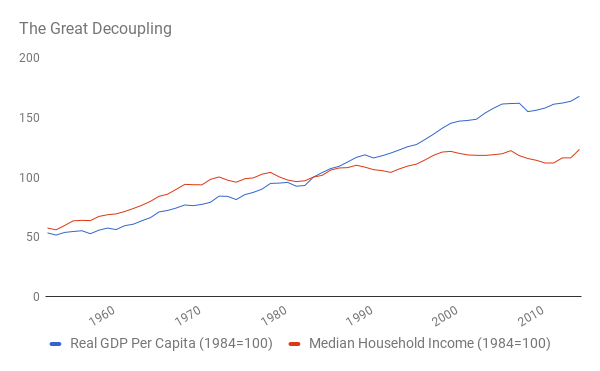 The Great Decoupling
200
150
100
50
0
1960 1970 1980 1990 2000 2010
Real GDP Per Capita (1984=100) Median Household Income (1984=100)